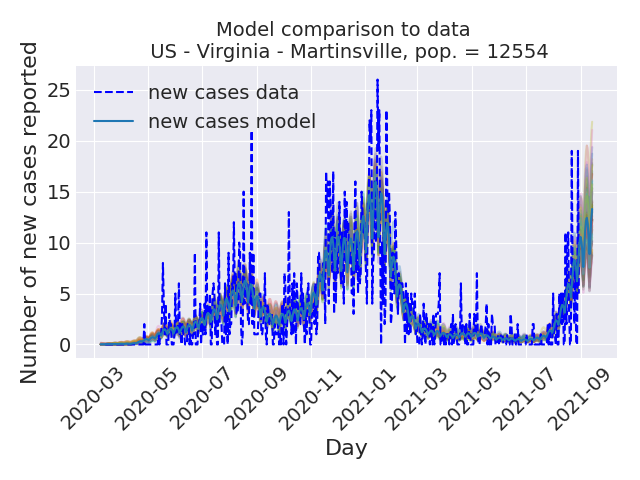 Model comparison to data
US - Virginia - Martinsville, pop. = 12554
Number of new cases reported
25
20
15
10
5
0
new cases data
new cases model
2020-03
2020-05
2020-07
2020-09
2020-11
2021-01
2021-03
2021-05
2021-07
2021-09
Day